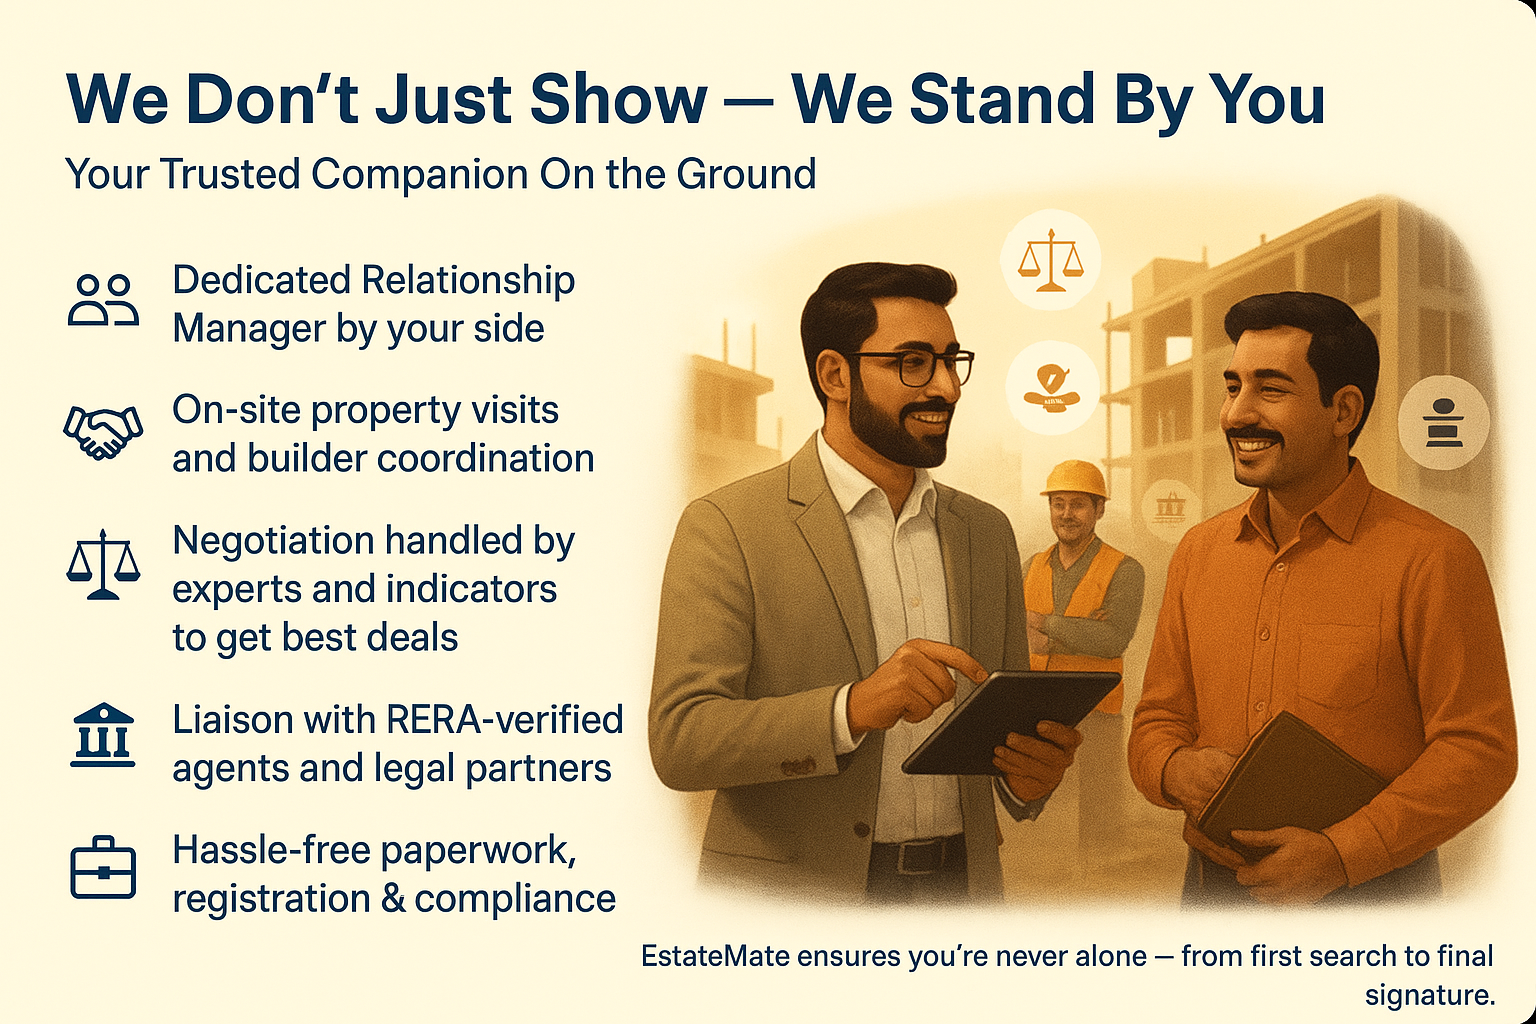 We Don’t Just Show — We Stand By You
Your Trusted Companion On the Ground
Dedicated Relationship
Manager by your side
On-site property visits
and builder coordination
Negotiation handled by
experts and indicators
to get best deals
Liaison with RERA-verified
agents and legal partners
Hassle-free paperwork,
registration & compliance
EstateMate ensures you’re never alone — from first search to final
signature.